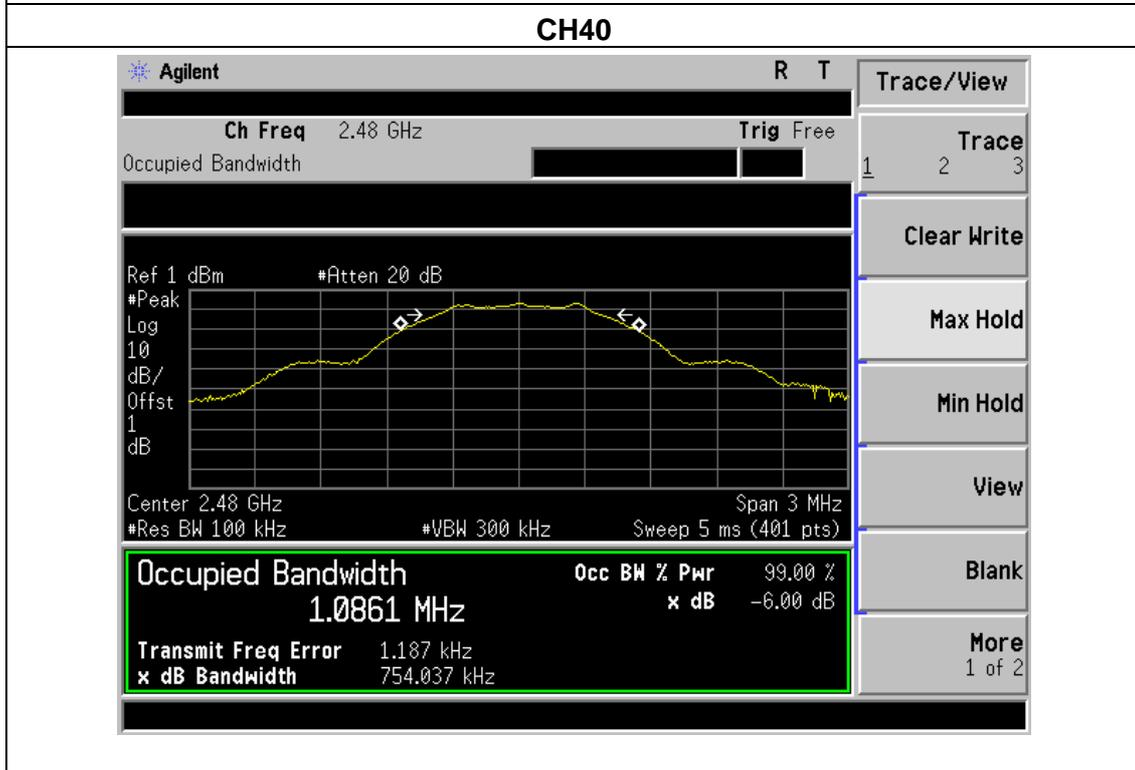 CH40
Agilent R T
Trace/View
Ch Freq 2.48 GHz Trig Free
Occupied Bandwidth
Trace
1 2 3
Clear Write
Max Hold
Min Hold
View
Blank
More
1 of 2
Ref 1 dBm #Atten 20 dB
#Peak
Log
10
dB/
Offst
1
dB
Center 2.48 GHz Span 3 MHz
#Res BW 100 kHz #VBW 300 kHz Sweep 5 ms (401 pts)
Occupied Bandwidth Occ BW % Pwr 99.00 %
1.0861 MHz x dB -6.00 dB
Transmit Freq Error 1.187 kHz
x dB Bandwidth 754.037 kHz